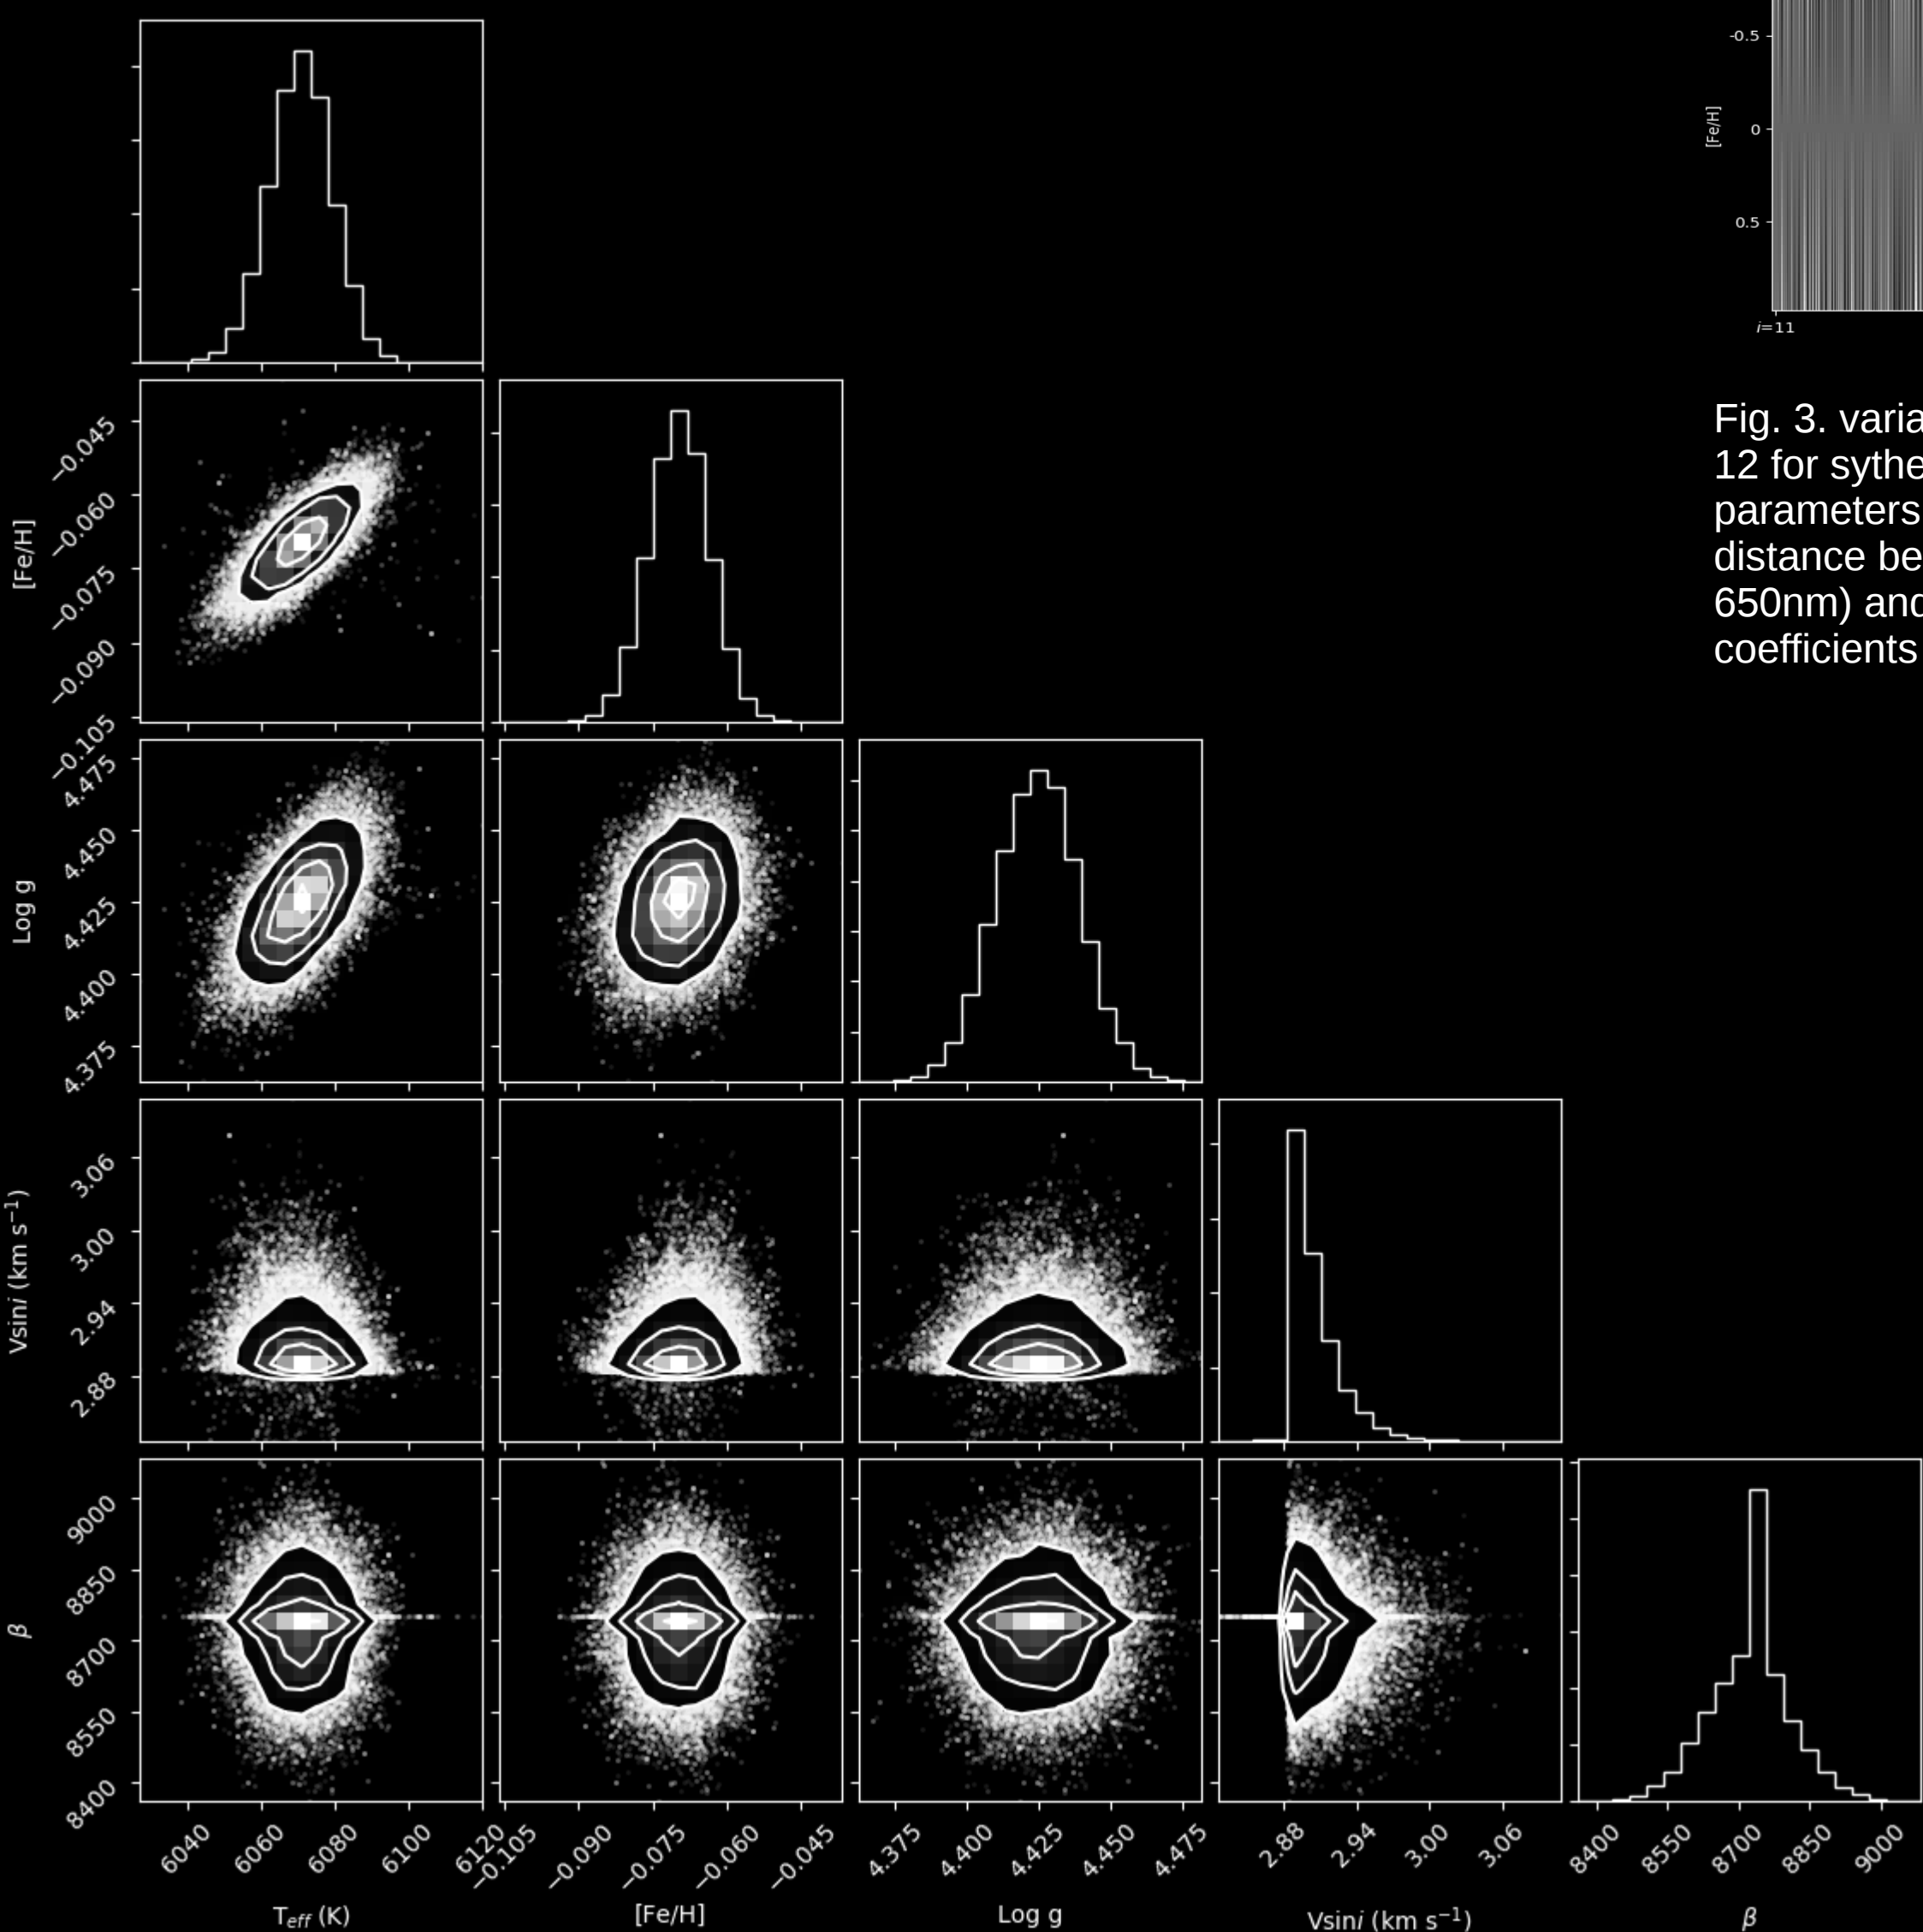 -0.5
[Fe/H]
0
0.5
i=11
Fig. 3. varia
12 for sythe
parameters
distance be
650nm) and
coefficients
[Fe/H]
−0.045
−0.060
−0.075
−0.090
−0.105
Log g
4.475
4.450
4.425
4.400
4.375
Vsini (km s⁻¹)
3.06
3.00
2.94
2.88
β
9000
8850
8700
8550
8400
6040 6060 6080 6100 6120
−0.105 −0.090 −0.075 −0.060 −0.045
4.375 4.400 4.425 4.450 4.475
2.88 2.94 3.00 3.06
8400 8550 8700 8850 9000
Teff (K) [Fe/H] Log g Vsini (km s⁻¹) β